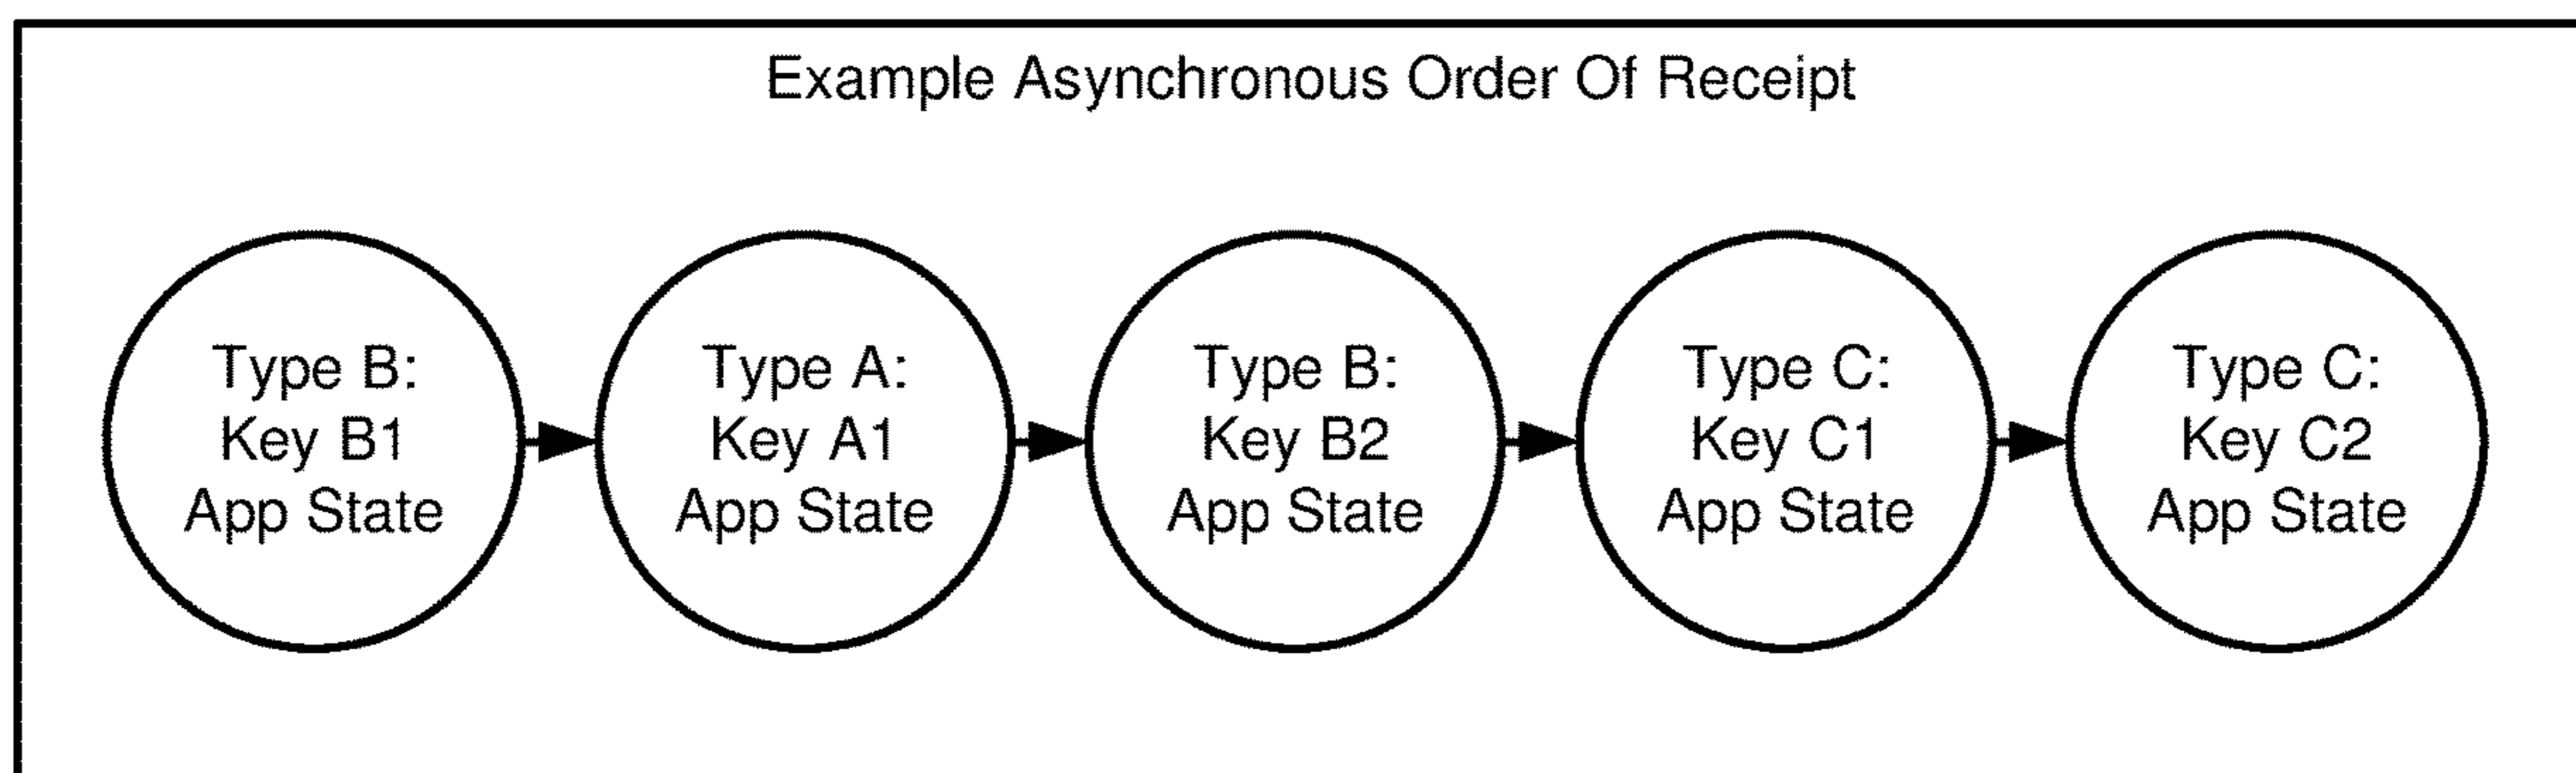 Example Asynchronous Order Of Receipt
Type B:
Key B1
App State
Type A:
Key A1
App State
Type B:
Key B2
App State
Type C:
Key C1
App State
Type C:
Key C2
App State